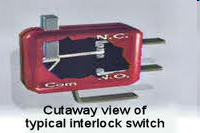 N.C.
N.O.
Com
Cutaway view of
typical interlock switch